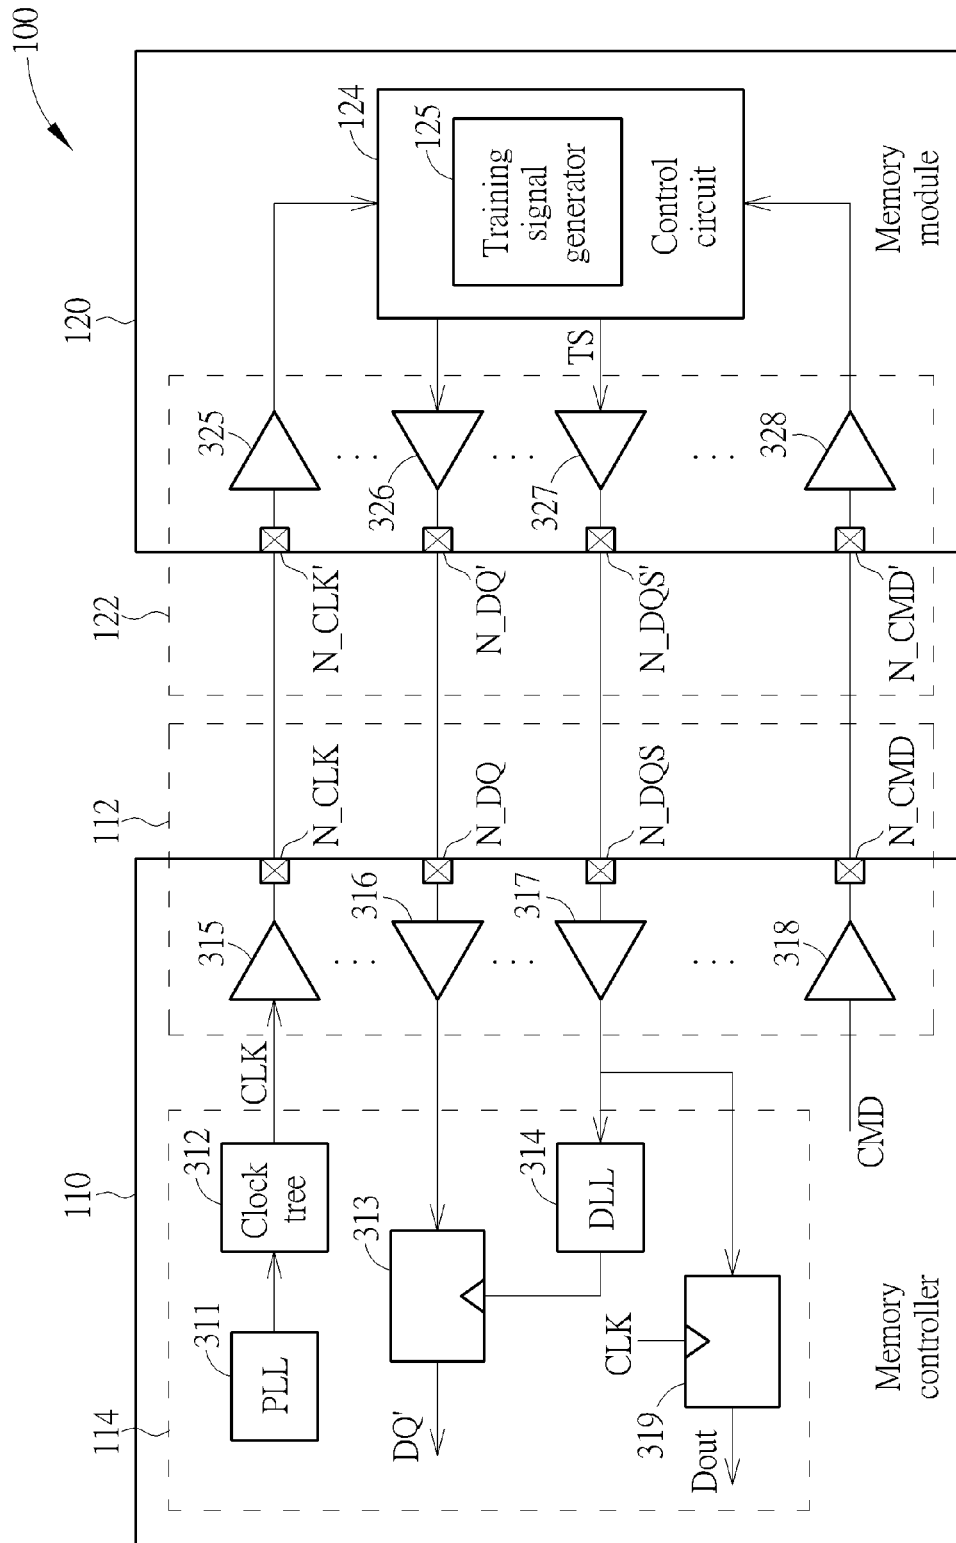 100
110
114
311
PLL
312
Clock
tree
CLK
313
DQ'
314
DLL
CLK
319
Dout
CMD
Memory
controller
112
315
N_CLK
316
N_DQ
317
N_DQS
318
N_CMD
122
N_CLK'
325
N_DQ'
326
N_DQS'
327
N_CMD'
328
120
TS
124
125
Training
signal
generator
Control
circuit
Memory
module
. . .
. . .
. . .
. . .
. . .
. . .